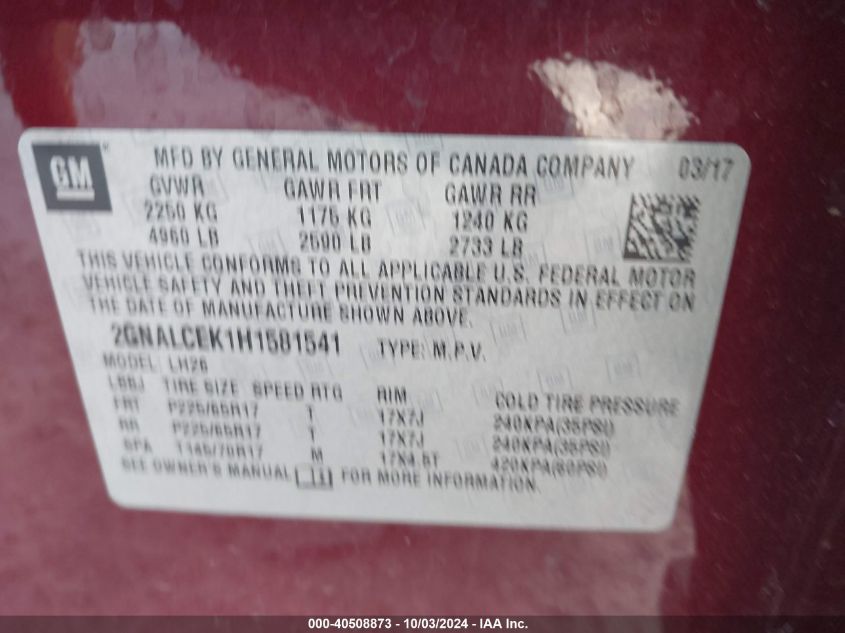 GM MFD BY GENERAL MOTORS OF CANADA COMPANY 03/17
GVWR GAWR FRT GAWR RR
2250 KG 1175 KG 1240 KG
4960 LB 2590 LB 2733 LB
THIS VEHICLE CONFORMS TO ALL APPLICABLE U.S. FEDERAL MOTOR
VEHICLE SAFETY AND THEFT PREVENTION STANDARDS IN EFFECT ON
THE DATE OF MANUFACTURE SHOWN ABOVE.
2GNALCEK1H1581541 TYPE: M.P.V.
MODEL: LH26
LBBJ TIRE SIZE SPEED RTG RIM COLD TIRE PRESSURE
FRT P225/65R17 T 17X7J 240KPA(35PSI)
RR P225/65R17 T 17X7J 240KPA(35PSI)
SPA T145/70R17 M 17X4.5T 420KPA(60PSI)
SEE OWNER'S MANUAL FOR MORE INFORMATION.
000-40508873 - 10/03/2024 - IAA Inc.